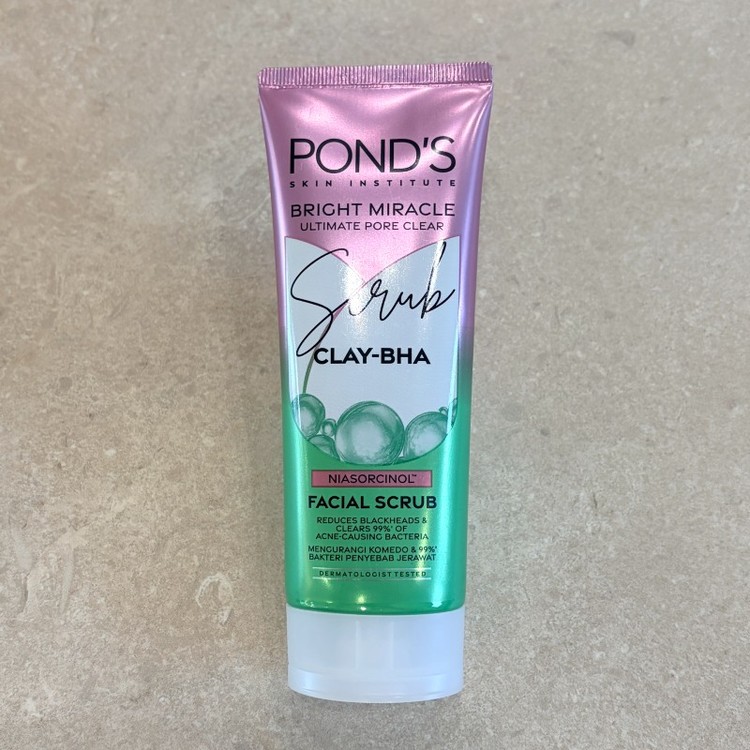 POND'S
SKIN INSTITUTE
BRIGHT MIRACLE
ULTIMATE PORE CLEAR
Scrub
CLAY-BHA
NIASORCINOL™
FACIAL SCRUB
REDUCES BLACKHEADS &
CLEARS 99%* OF
ACNE-CAUSING BACTERIA
MENGURANGI KOMEDO & 99%*
BAKTERI PENYEBAB JERAWAT
DERMATOLOGIST TESTED